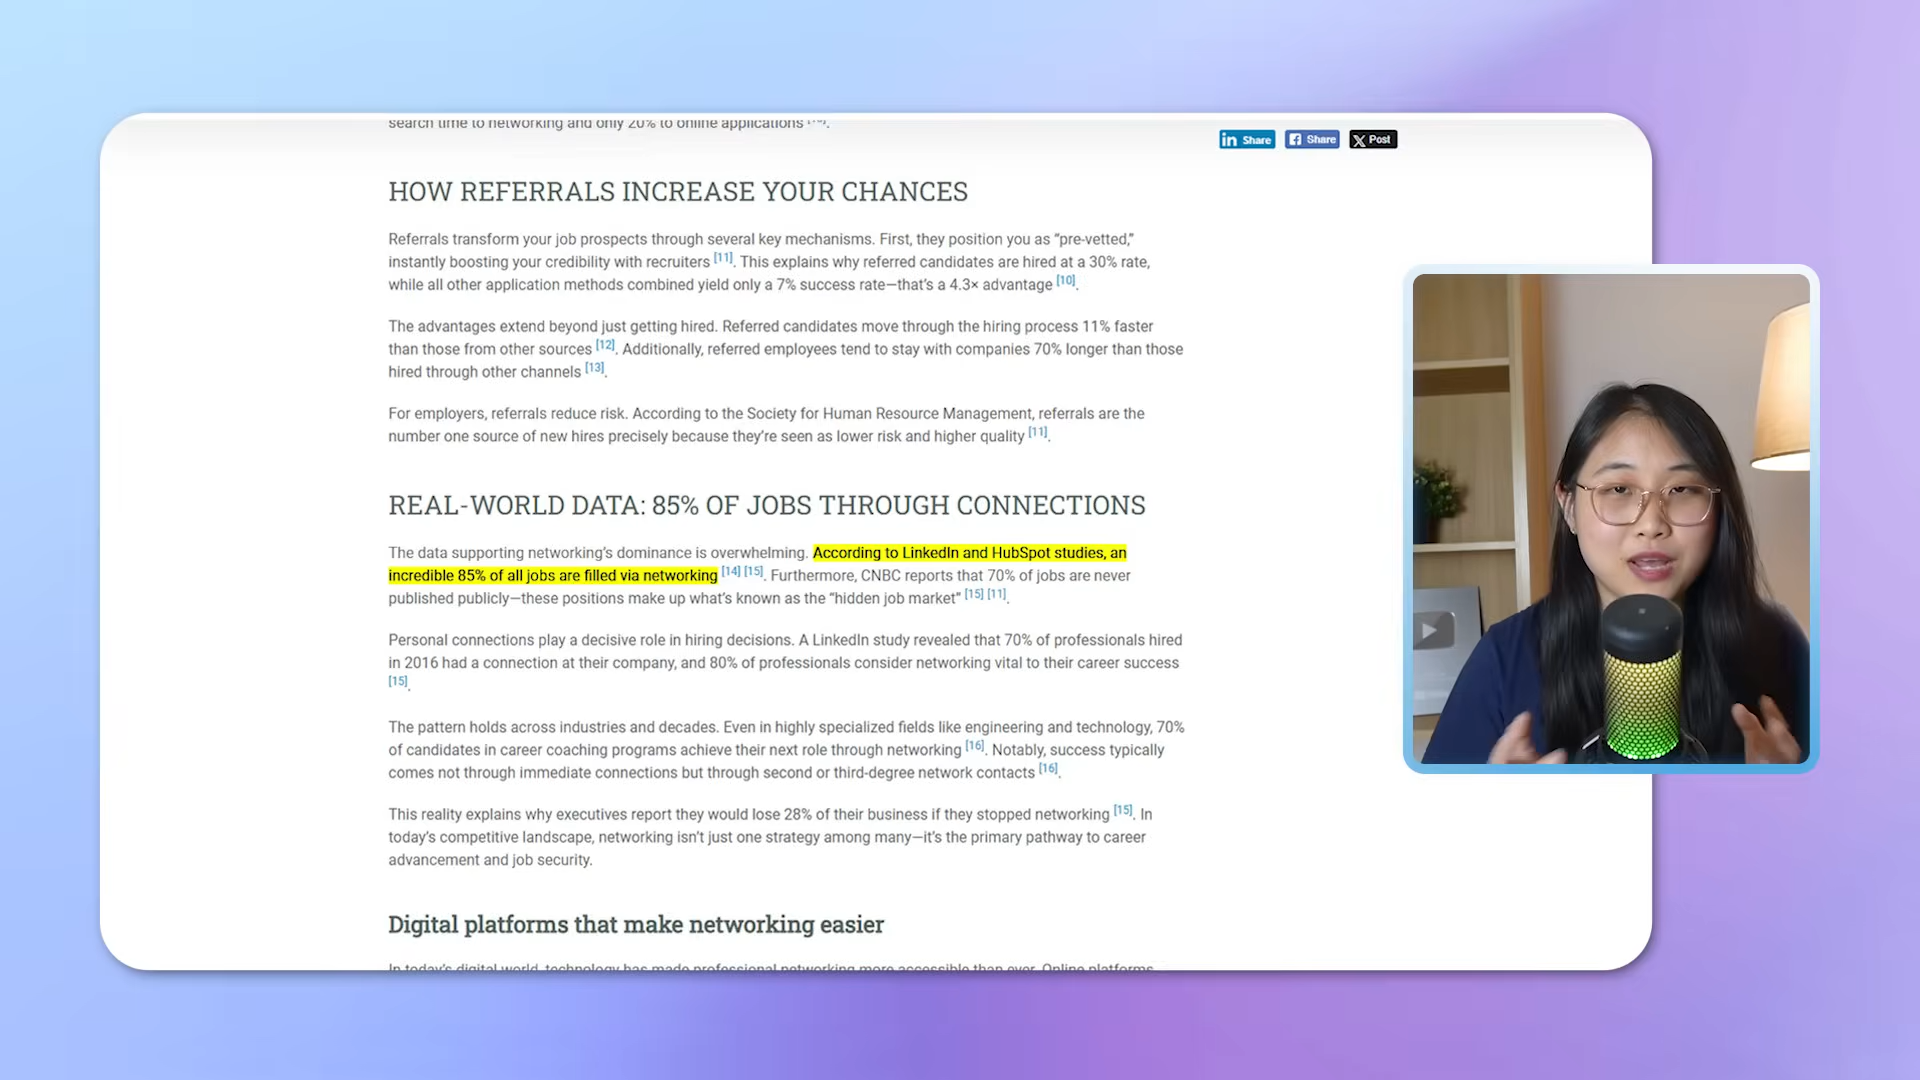 search time to networking and only 20% to online applications
in Share
Share
X Post
HOW REFERRALS INCREASE YOUR CHANCES
Referrals transform your job prospects through several key mechanisms. First, they position you as “pre-vetted,”
instantly boosting your credibility with recruiters [11]. This explains why referred candidates are hired at a 30% rate,
while all other application methods combined yield only a 7% success rate—that’s a 4.3× advantage [10].
The advantages extend beyond just getting hired. Referred candidates move through the hiring process 11% faster
than those from other sources [12]. Additionally, referred employees tend to stay with companies 70% longer than those
hired through other channels [13].
For employers, referrals reduce risk. According to the Society for Human Resource Management, referrals are the
number one source of new hires precisely because they’re seen as lower risk and higher quality [11].
REAL-WORLD DATA: 85% OF JOBS THROUGH CONNECTIONS
The data supporting networking’s dominance is overwhelming. According to LinkedIn and HubSpot studies, an
incredible 85% of all jobs are filled via networking [14] [15]. Furthermore, CNBC reports that 70% of jobs are never
published publicly—these positions make up what’s known as the “hidden job market” [15] [11].
Personal connections play a decisive role in hiring decisions. A LinkedIn study revealed that 70% of professionals hired
in 2016 had a connection at their company, and 80% of professionals consider networking vital to their career success
[15].
The pattern holds across industries and decades. Even in highly specialized fields like engineering and technology, 70%
of candidates in career coaching programs achieve their next role through networking [16]. Notably, success typically
comes not through immediate connections but through second or third-degree network contacts [16].
This reality explains why executives report they would lose 28% of their business if they stopped networking [15]. In
today’s competitive landscape, networking isn’t just one strategy among many—it’s the primary pathway to career
advancement and job security.
Digital platforms that make networking easier
In today’s digital world, technology has made professional networking more accessible than ever. Online platforms